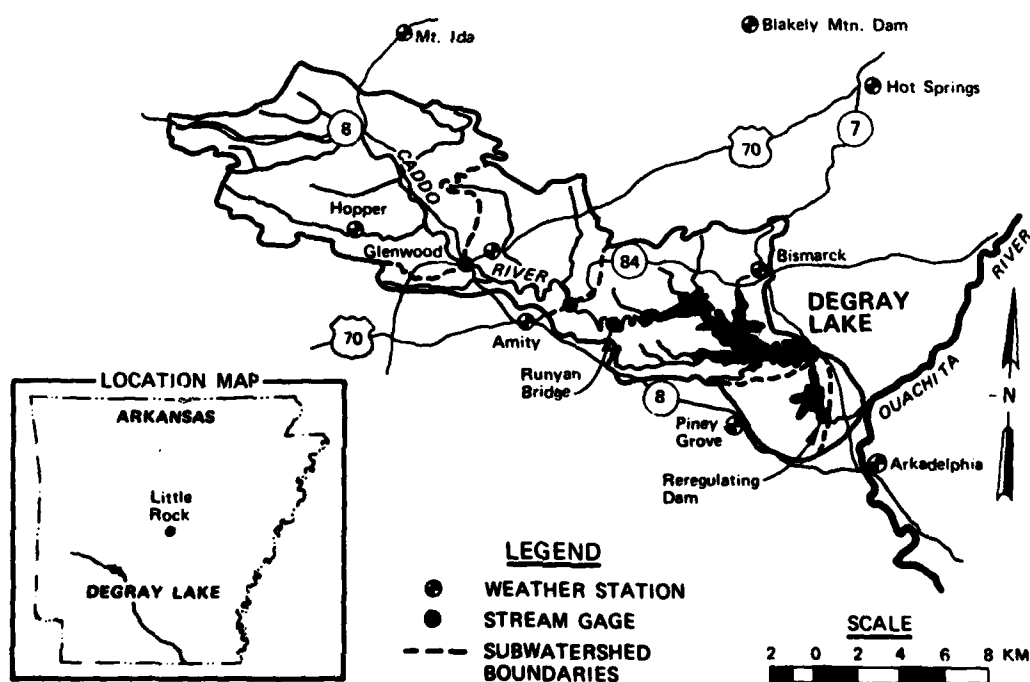 Mt. Ida
Blakely Mtn. Dam
Hot Springs
8
7
70
CADDO
Hopper
Glenwood
RIVER
84
Bismarck
DEGRAY
LAKE
RIVER
OUACHITA
70
Amity
Runyan
Bridge
8
Piney
Grove
Reregulating
Dam
Arkadelphia
N
LOCATION MAP
ARKANSAS
Little
Rock
DEGRAY LAKE
LEGEND
WEATHER STATION
STREAM GAGE
SUBWATERSHED
BOUNDARIES
SCALE
2 0 2 4 6 8 KM